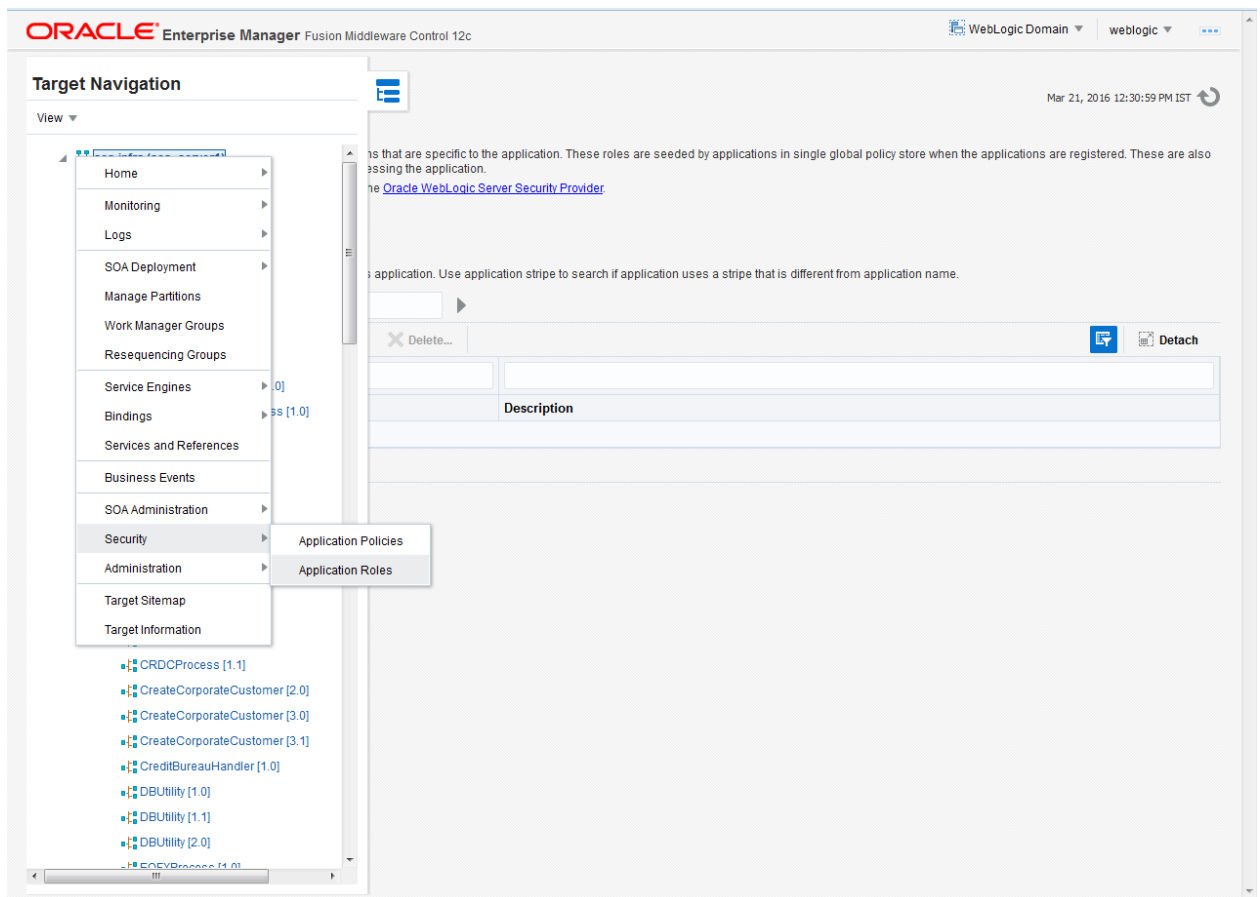 ORACLE Enterprise Manager Fusion Middleware Control 12c
WebLogic Domain
weblogic
Target Navigation
View
Mar 21, 2016 12:30:59 PM IST
soa-infra (soa_server1)
ns that are specific to the application. These roles are seeded by applications in single global policy store when the applications are registered. These are also
essing the application.
he Oracle WebLogic Server Security Provider.
s application. Use application stripe to search if application uses a stripe that is different from application name.
Delete...
Detach
Description
.0]
ss [1.0]
Home
Monitoring
Logs
SOA Deployment
Manage Partitions
Work Manager Groups
Resequencing Groups
Service Engines
Bindings
Services and References
Business Events
SOA Administration
Security
Administration
Target Sitemap
Target Information
Application Policies
Application Roles
CRDCProcess [1.1]
CreateCorporateCustomer [2.0]
CreateCorporateCustomer [3.0]
CreateCorporateCustomer [3.1]
CreditBureauHandler [1.0]
DBUtility [1.0]
DBUtility [1.1]
DBUtility [2.0]